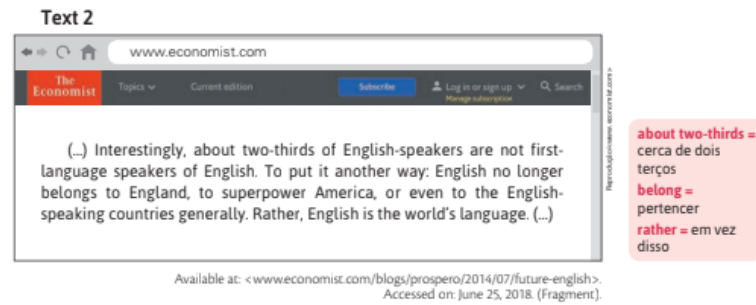 Text 2
www.economist.com
The
Economist
Topics
Current edition
Subscribe
Log in or sign up
Manage subscription
Search
(...) Interestingly, about two-thirds of English-speakers are not first-
language speakers of English. To put it another way: English no longer
belongs to England, to superpower America, or even to the English-
speaking countries generally. Rather, English is the world's language. (...)
about two-thirds =
cerca de dois
terços
belong =
pertencer
rather = em vez
disso
Available at: <www.economist.com/blogs/prospero/2014/07/future-english>.
Accessed on: June 25, 2018. (Fragment).